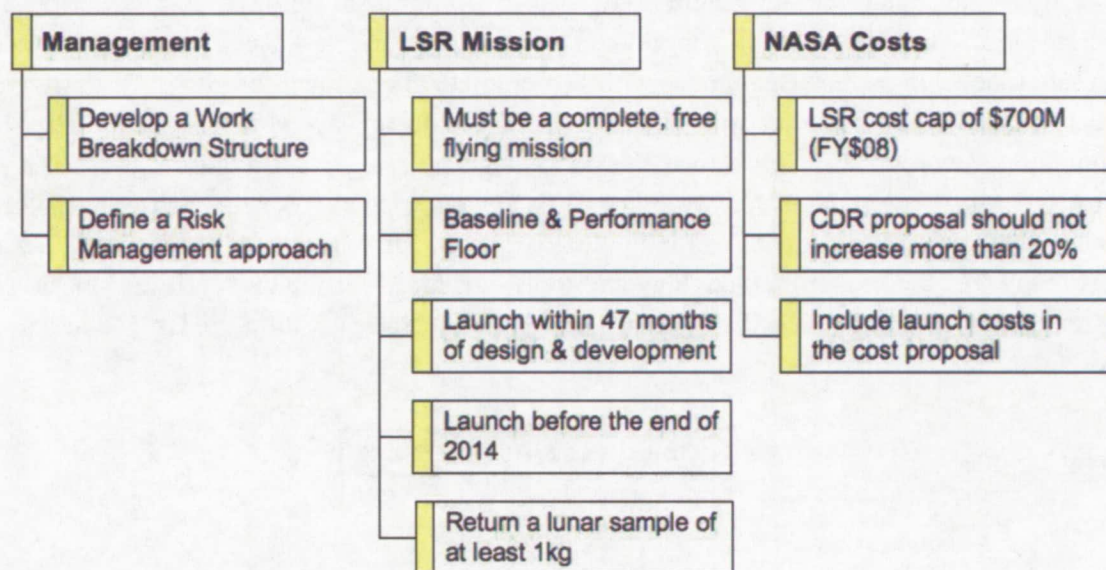 Management
Develop a Work
Breakdown Structure
Define a Risk
Management approach
LSR Mission
Must be a complete, free
flying mission
Baseline & Performance
Floor
Launch within 47 months
of design & development
Launch before the end of
2014
Return a lunar sample of
at least 1kg
NASA Costs
LSR cost cap of $700M
(FY$08)
CDR proposal should not
increase more than 20%
Include launch costs in
the cost proposal